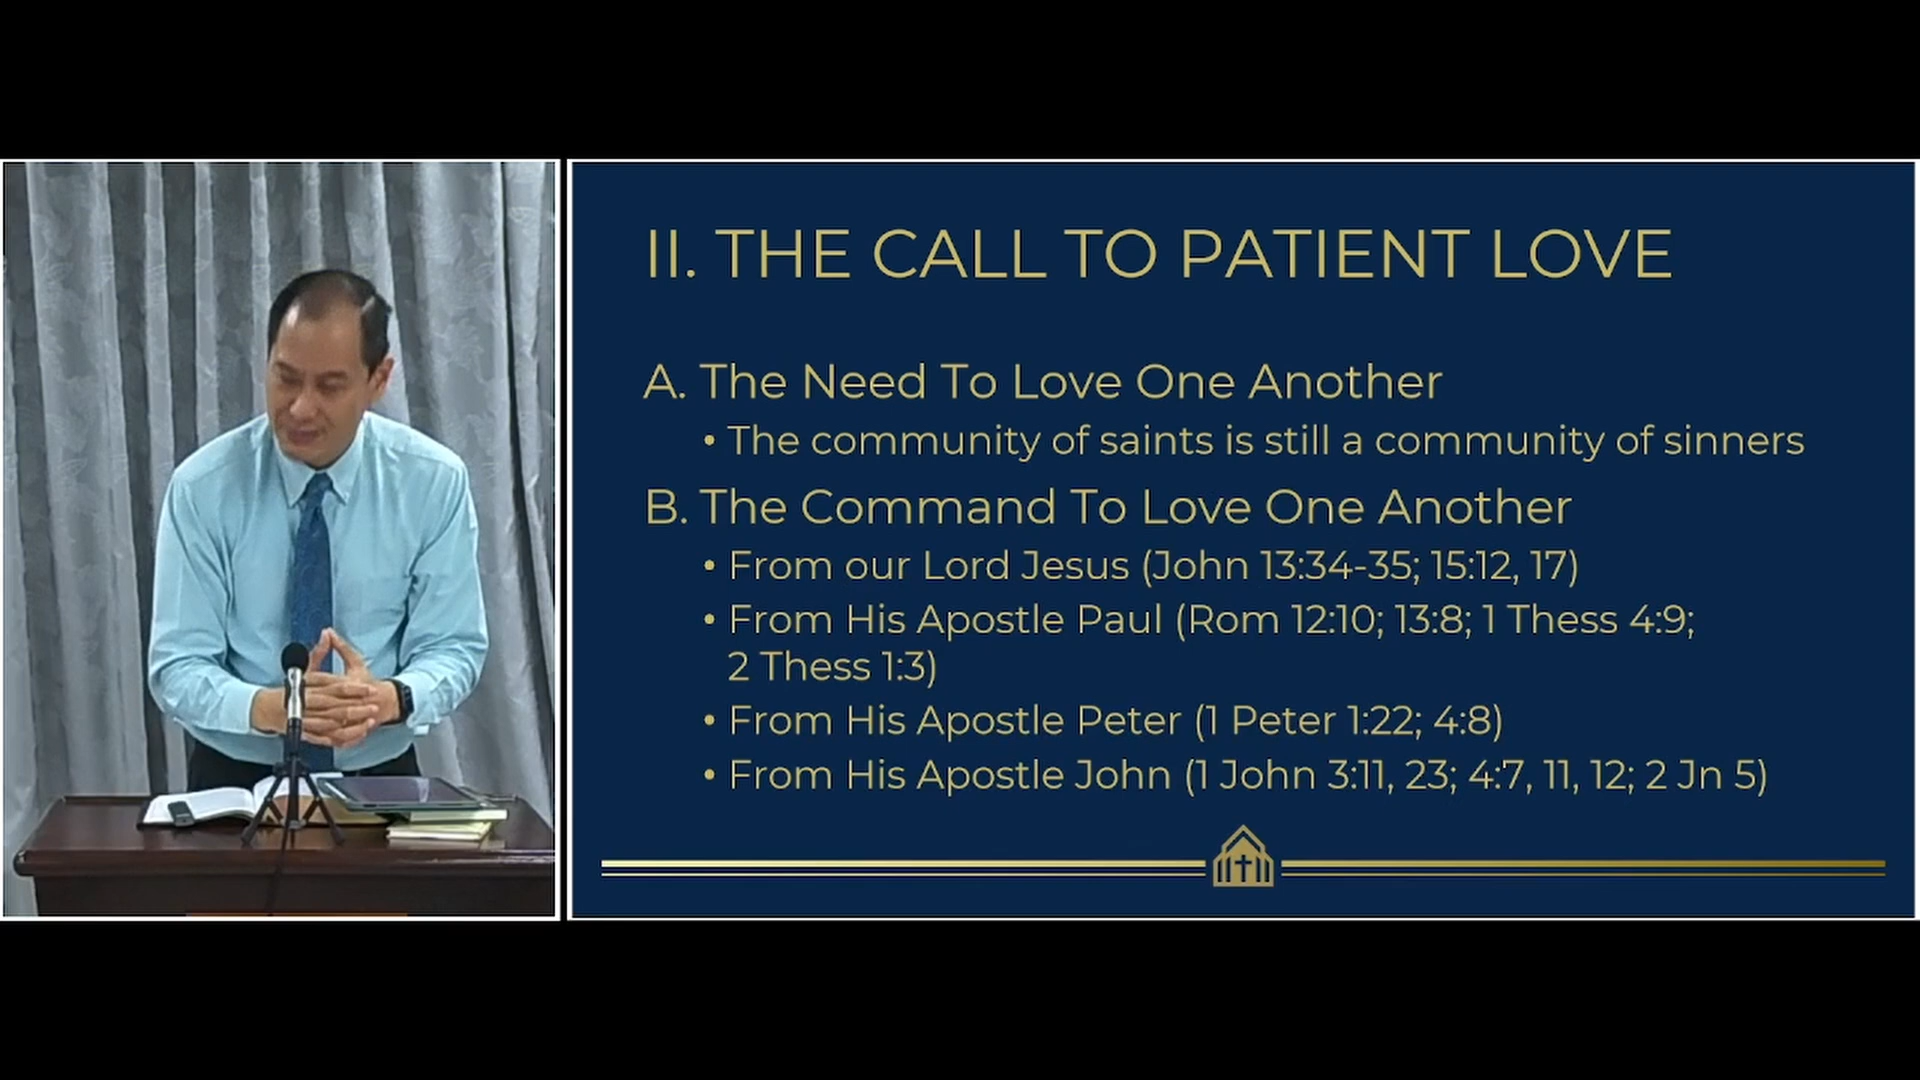 II. THE CALL TO PATIENT LOVE
A. The Need To Love One Another
• The community of saints is still a community of sinners
B. The Command To Love One Another
• From our Lord Jesus (John 13:34-35; 15:12, 17)
• From His Apostle Paul (Rom 12:10; 13:8; 1 Thess 4:9;
2 Thess 1:3)
• From His Apostle Peter (1 Peter 1:22; 4:8)
• From His Apostle John (1 John 3:11, 23; 4:7, 11, 12; 2 Jn 5)